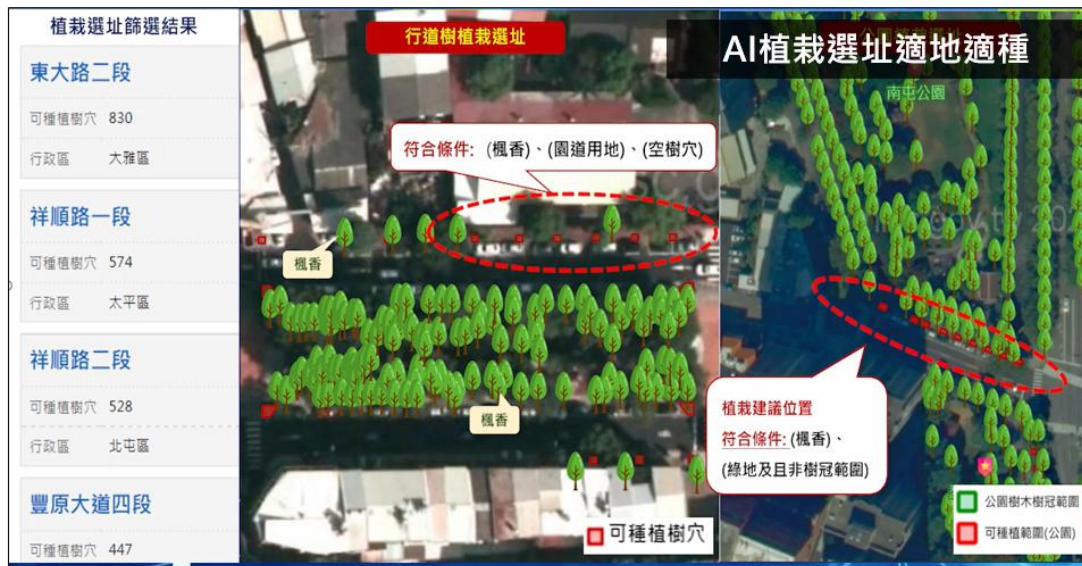 植栽選址篩選結果
東大路二段
可種植樹穴 830
行政區 大雅區
祥順路一段
可種植樹穴 574
行政區 太平區
祥順路二段
可種植樹穴 528
行政區 北屯區
豐原大道四段
可種植樹穴 447
行道樹植栽選址
符合條件: (楓香)、(園道用地)、(空樹穴)
楓香
楓香
可種植樹穴
AI植栽選址適地適種
南屯公園
植栽建議位置
符合條件: (楓香)、
(綠地及且非樹冠範圍)
公園樹木樹冠範圍
可種植範圍(公園)